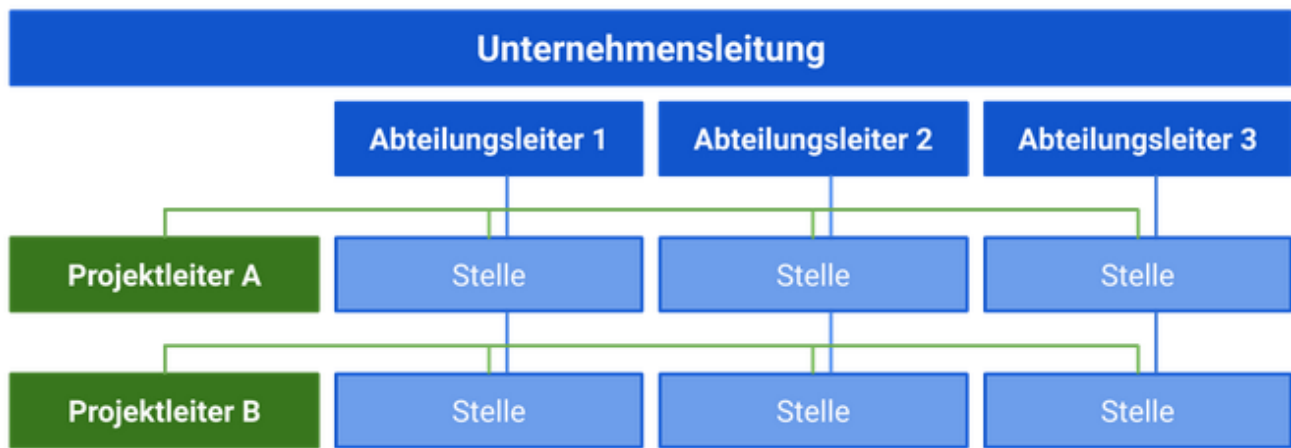 Unternehmensleitung
Abteilungsleiter 1
Abteilungsleiter 2
Abteilungsleiter 3
Projektleiter A
Stelle
Stelle
Stelle
Projektleiter B
Stelle
Stelle
Stelle